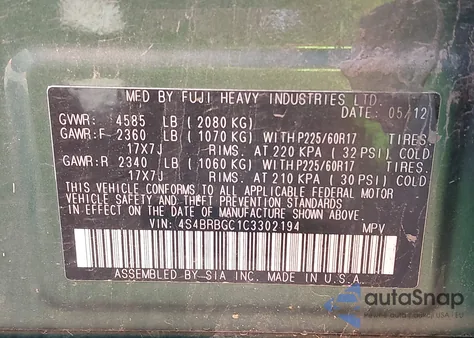 MFD BY FUJI HEAVY INDUSTRIES LTD.
DATE: 05/12
GVWR: 4585 LB (2080 KG)
GAWR:F- 2360 LB (1070 KG) WITH P225/60R17
17X7J RIMS, AT 220 KPA (32 PSI) COLD
GAWR:R 2340 LB (1060 KG) WITH P225/60R17
17X7J RIMS, AT 210 KPA (30 PSI) COLD
THIS VEHICLE CONFORMS TO ALL APPLICABLE FEDERAL MOTOR
VEHICLE SAFETY AND THEFT PREVENTION STANDARDS
IN EFFECT ON THE DATE OF MANUFACTURE SHOWN ABOVE.
VIN: 4S4BRBGC1C3302194 MPV
ASSEMBLED BY SIA INC. MADE IN U.S.A.
autoSnap